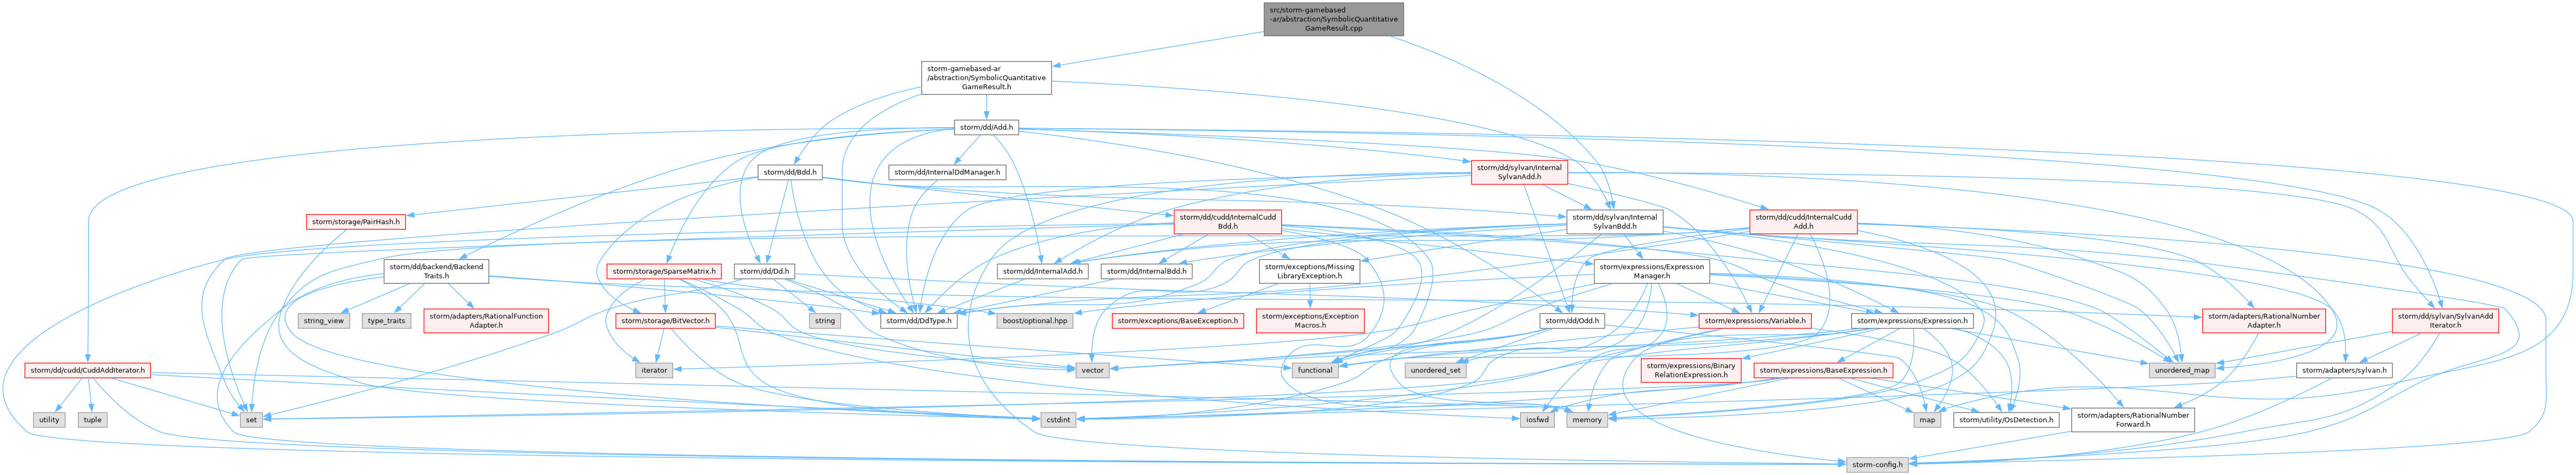 src/storm-gamebased
-ar/abstraction/SymbolicQuantitative
GameResult.cpp
storm-gamebased-ar
/abstraction/SymbolicQuantitative
GameResult.h
storm/dd/Add.h
storm/dd/Bdd.h
storm/dd/InternalDdManager.h
storm/dd/sylvan/Internal
SylvanAdd.h
storm/storage/PairHash.h
storm/dd/cudd/InternalCudd
Bdd.h
storm/dd/sylvan/Internal
SylvanBdd.h
storm/dd/cudd/InternalCudd
Add.h
storm/dd/backend/Backend
Traits.h
storm/storage/SparseMatrix.h
storm/dd/Dd.h
storm/dd/InternalAdd.h
storm/dd/InternalBdd.h
storm/exceptions/Missing
LibraryException.h
storm/expressions/Expression
Manager.h
string_view
type_traits
storm/adapters/RationalFunction
Adapter.h
storm/storage/BitVector.h
string
storm/dd/DdType.h
boost/optional.hpp
storm/exceptions/BaseException.h
storm/exceptions/Exception
Macros.h
storm/dd/Odd.h
storm/expressions/Variable.h
storm/expressions/Expression.h
storm/adapters/RationalNumber
Adapter.h
storm/dd/sylvan/SylvanAdd
Iterator.h
storm/dd/cudd/CuddAddIterator.h
iterator
vector
functional
unordered_set
storm/expressions/Binary
RelationExpression.h
storm/expressions/BaseExpression.h
unordered_map
storm/adapters/sylvan.h
utility
tuple
set
cstdint
iosfwd
memory
map
storm/utility/OsDetection.h
storm/adapters/RationalNumber
Forward.h
storm-config.h